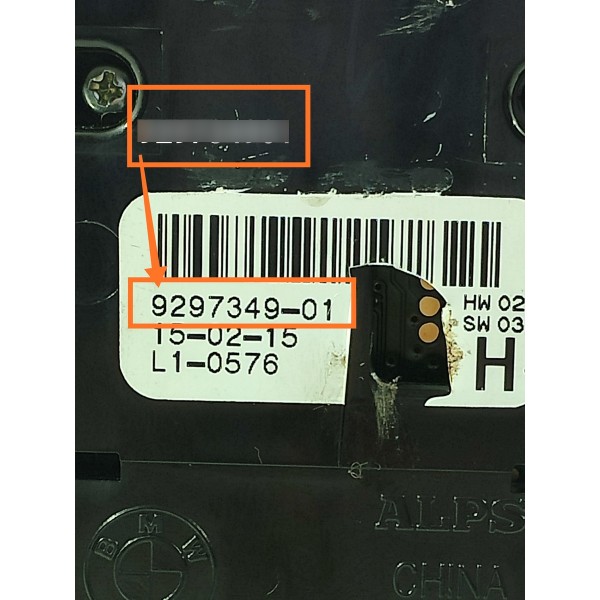 9297349-01
15-02-15
L1-0576
HW 02
SW 03
H
ALPS
BMW
CHINA